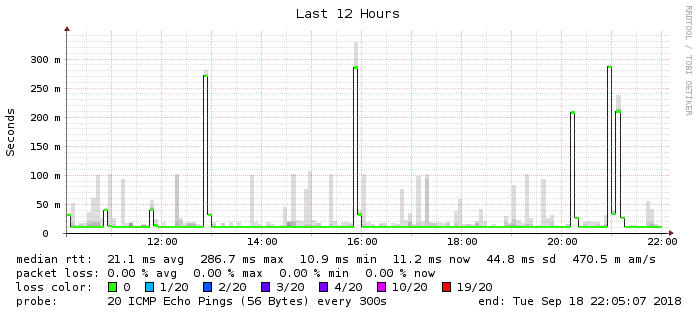 Last 12 Hours
RRDTOOL / TOBI OETIKER
Seconds
300 m
250 m
200 m
150 m
100 m
50 m
0
12:00 14:00 16:00 18:00 20:00 22:00
median rtt: 21.1 ms avg 286.7 ms max 10.9 ms min 11.2 ms now 44.8 ms sd 470.5 m am/s
packet loss: 0.00 % avg 0.00 % max 0.00 % min 0.00 % now
loss color: 0 1/20 2/20 3/20 4/20 10/20 19/20
probe: 20 ICMP Echo Pings (56 Bytes) every 300s end: Tue Sep 18 22:05:07 2018